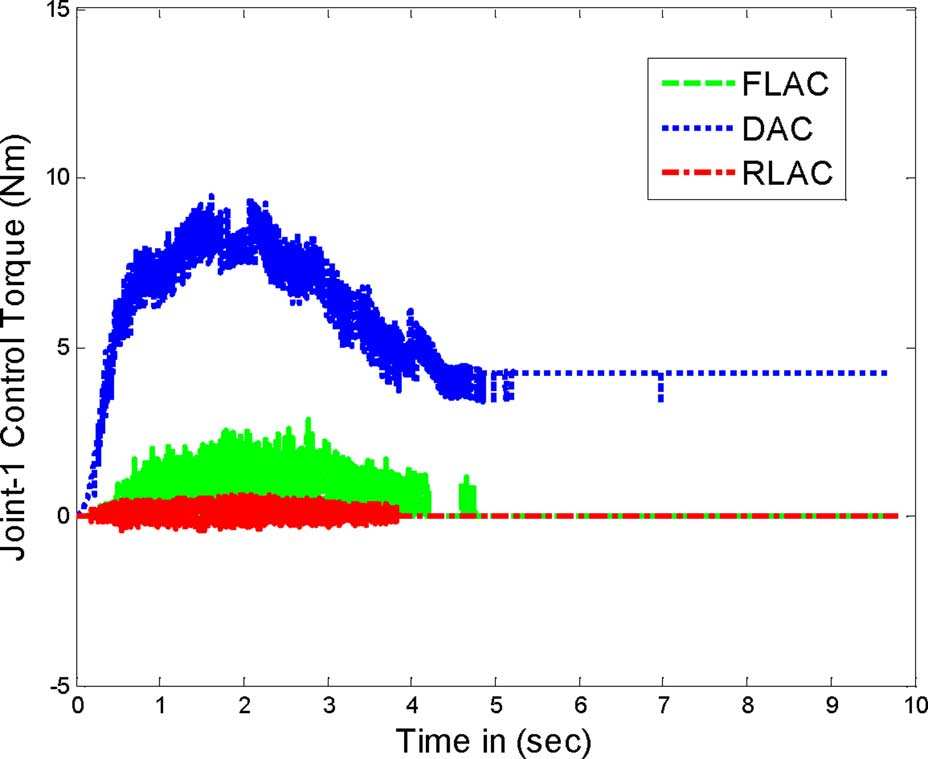 15
10
5
0
-5
Joint-1 Control Torque (Nm)
FLAC
DAC
RLAC
0 1 2 3 4 5 6 7 8 9 10
Time in (sec)